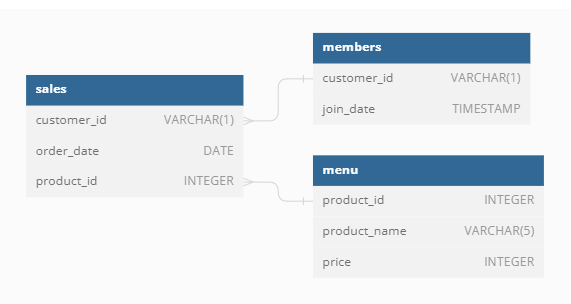 sales
customer_id VARCHAR(1)
order_date DATE
product_id INTEGER
members
customer_id VARCHAR(1)
join_date TIMESTAMP
menu
product_id INTEGER
product_name VARCHAR(5)
price INTEGER